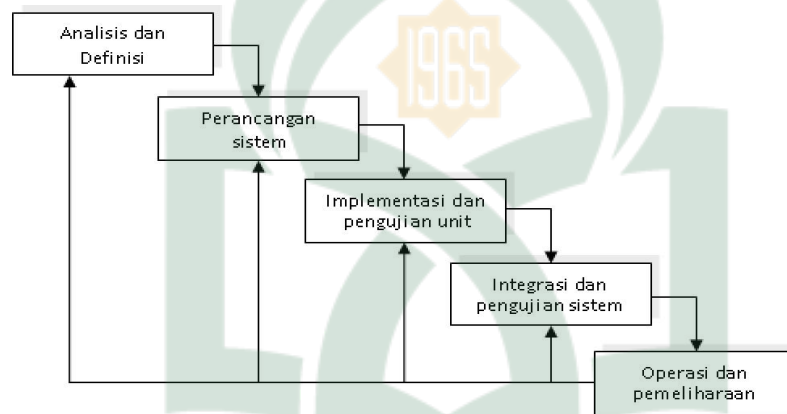 1965
Analisis dan
Definisi
Perancangan
sistem
Implementasi dan
pengujian unit
Integrasi dan
pengujian sistem
Operasi dan
pemeliharaan